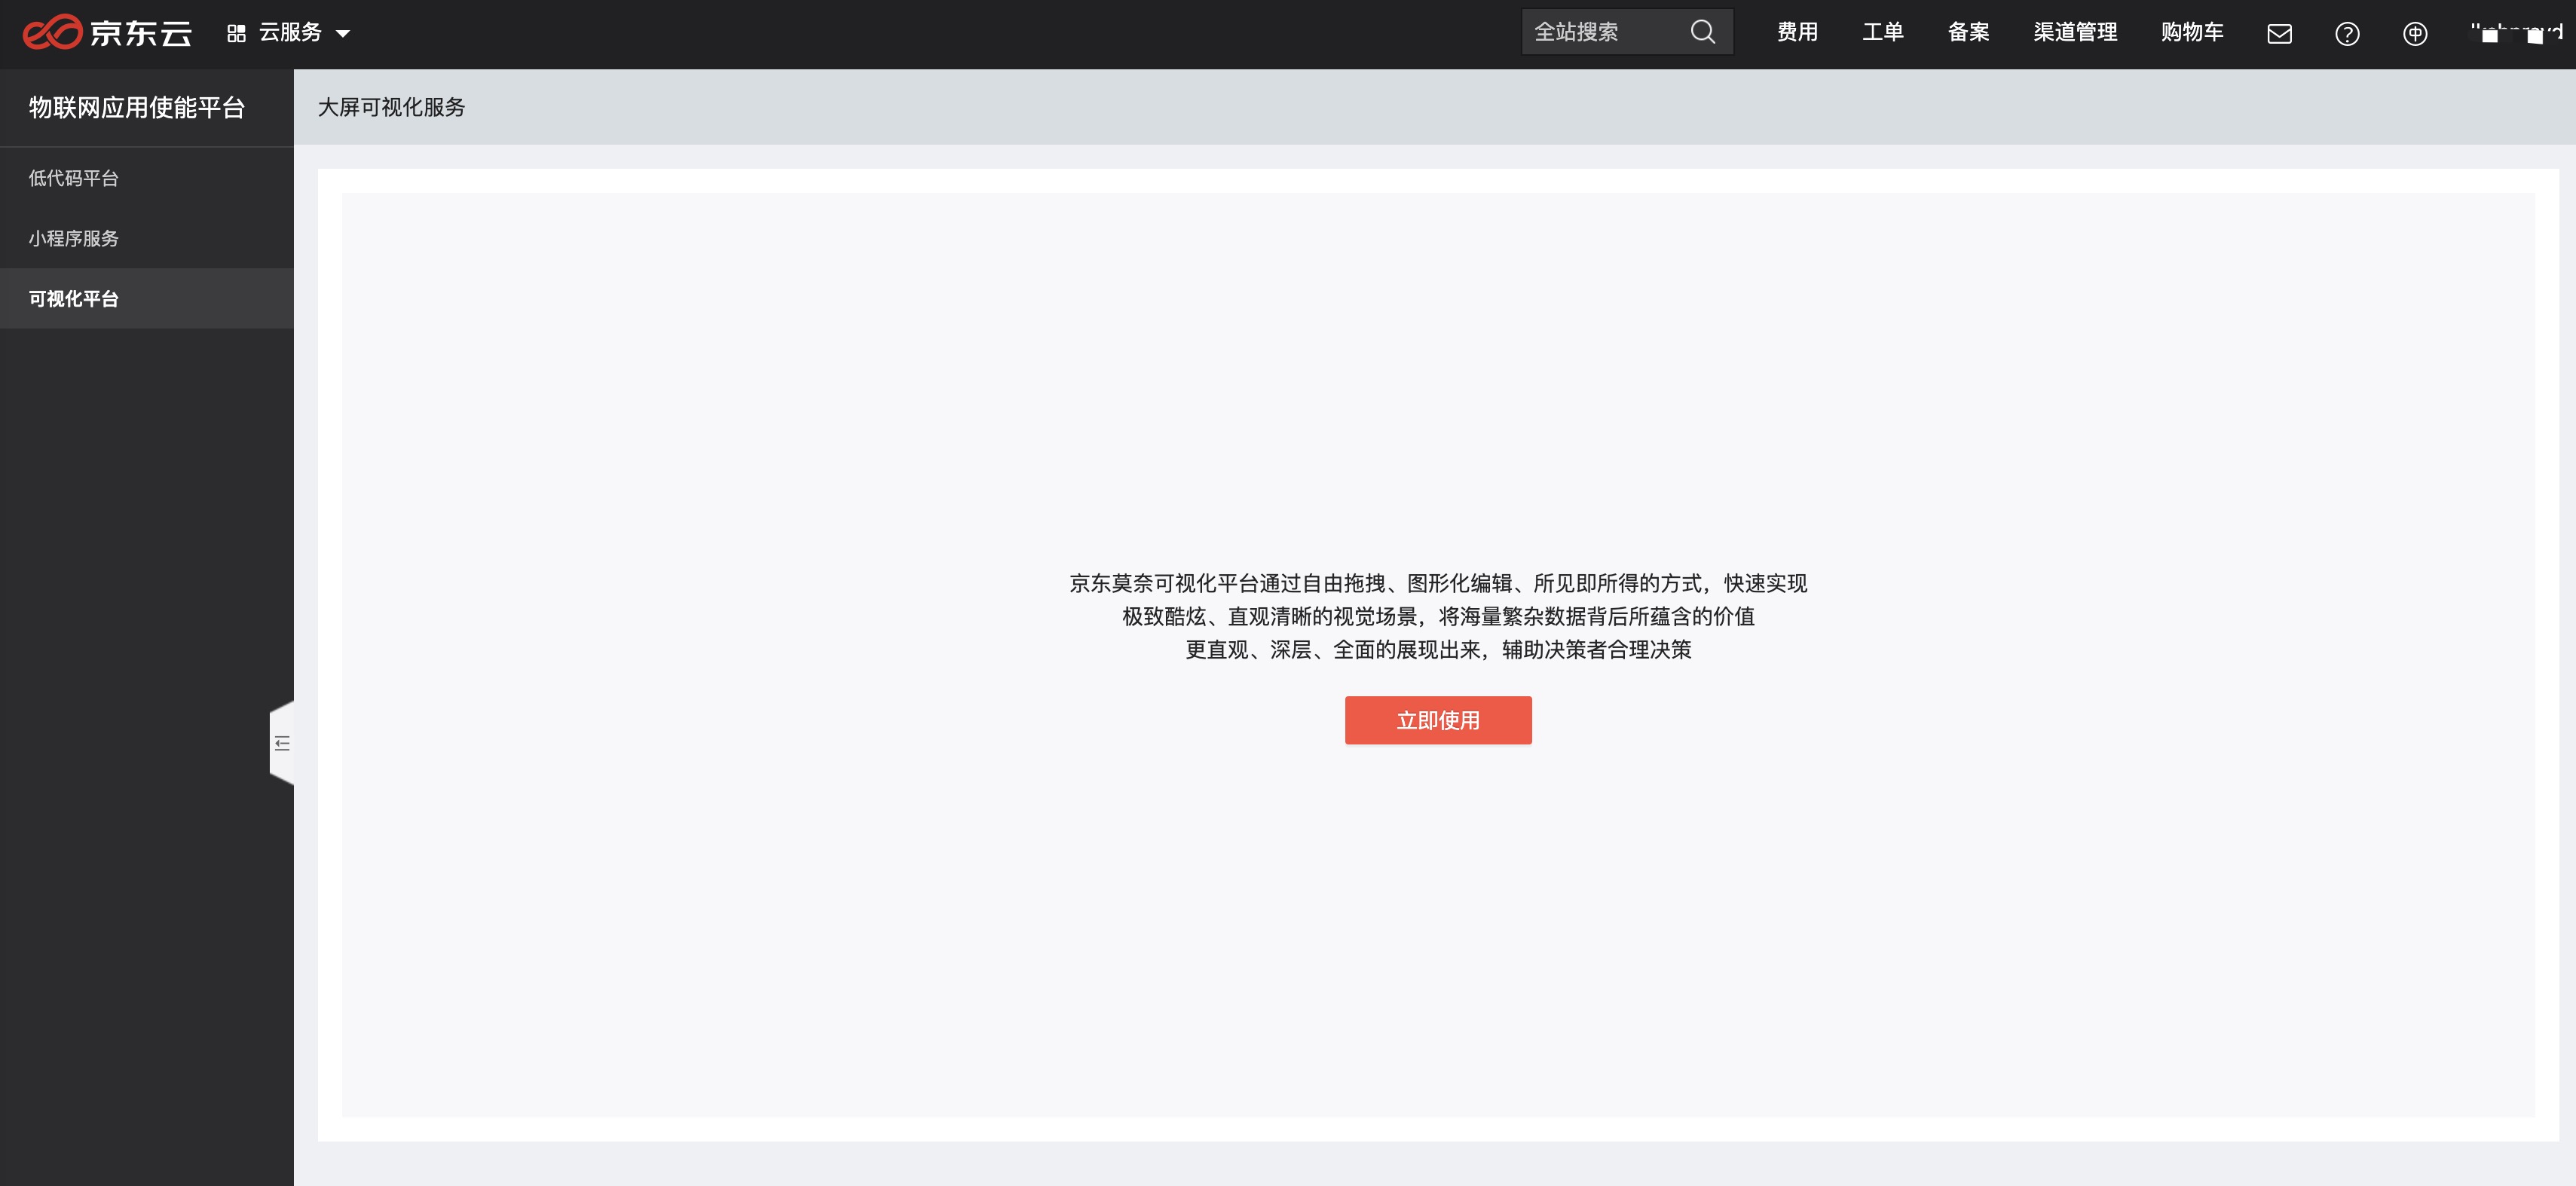 京东云
云服务
全站搜索
费用
工单
备案
渠道管理
购物车
物联网应用使能平台
大屏可视化服务
低代码平台
小程序服务
可视化平台
京东莫奈可视化平台通过自由拖拽、图形化编辑、所见即所得的方式，快速实现
极致酷炫、直观清晰的视觉场景，将海量繁杂数据背后所蕴含的价值
更直观、深层、全面的展现出来，辅助决策者合理决策
立即使用